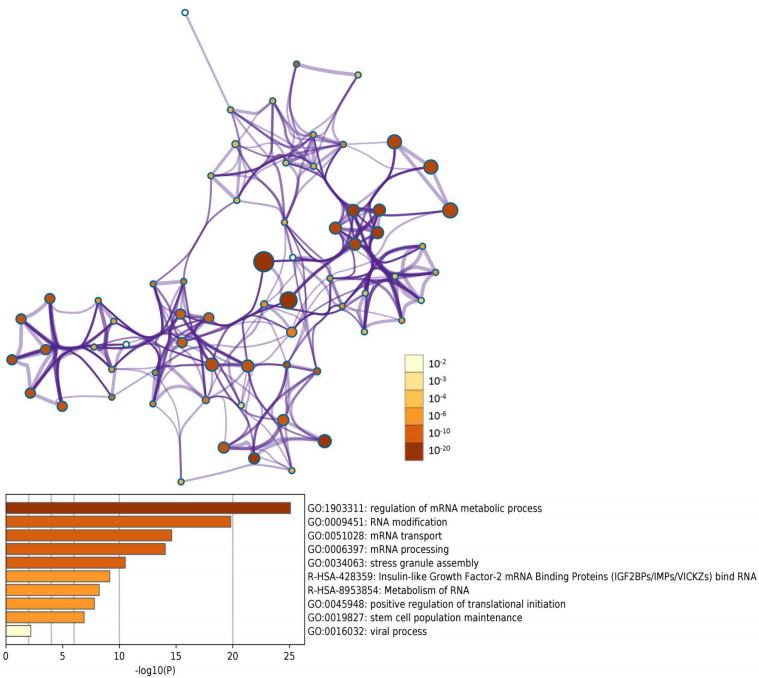 10-2
10-3
10-4
10-6
10-10
10-20
GO:1903311: regulation of mRNA metabolic process
GO:0009451: RNA modification
GO:0051028: mRNA transport
GO:0006397: mRNA processing
GO:0034063: stress granule assembly
R-HSA-428359: Insulin-like Growth Factor-2 mRNA Binding Proteins (IGF2BPs/IMPs/VICKZs) bind RNA
R-HSA-8953854: Metabolism of RNA
GO:0045948: positive regulation of translational initiation
GO:0019827: stem cell population maintenance
GO:0016032: viral process
0 5 10 15 20 25
-log10(P)